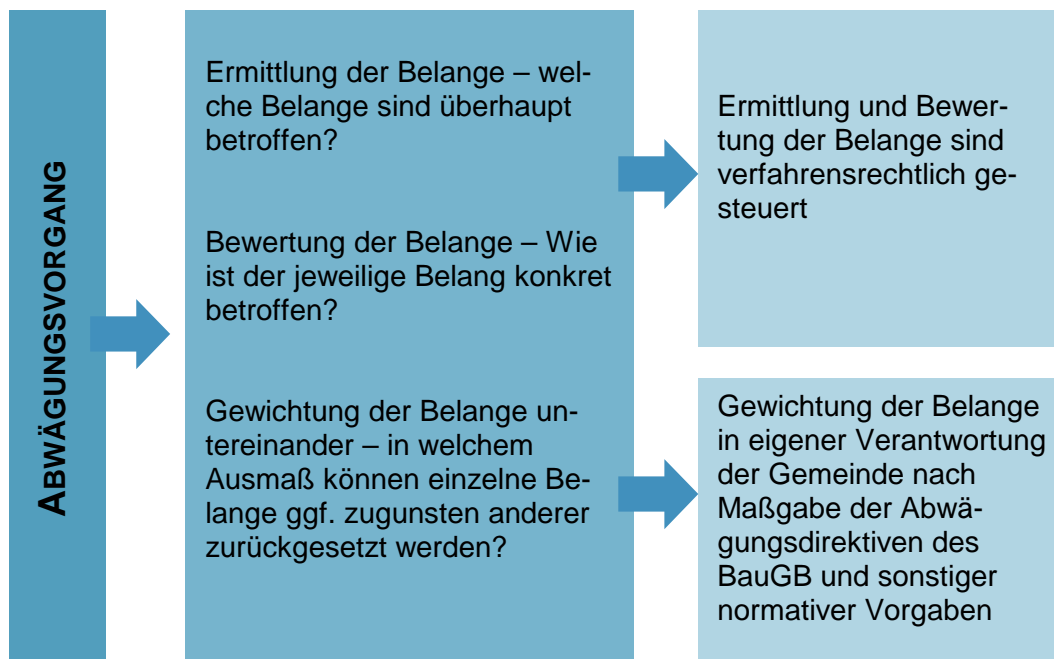 ABWÄGUNGSVORGANG
Ermittlung der Belange – wel-
che Belange sind überhaupt
betroffen?
Bewertung der Belange – Wie
ist der jeweilige Belang konkret
betroffen?
Gewichtung der Belange un-
tereinander – in welchem
Ausmaß können einzelne Be-
lange ggf. zugunsten anderer
zurückgesetzt werden?
Ermittlung und Bewer-
tung der Belange sind
verfahrensrechtlich ge-
steuert
Gewichtung der Belange
in eigener Verantwortung
der Gemeinde nach
Maßgabe der Abwä-
gungsdirektiven des
BauGB und sonstiger
normativer Vorgaben